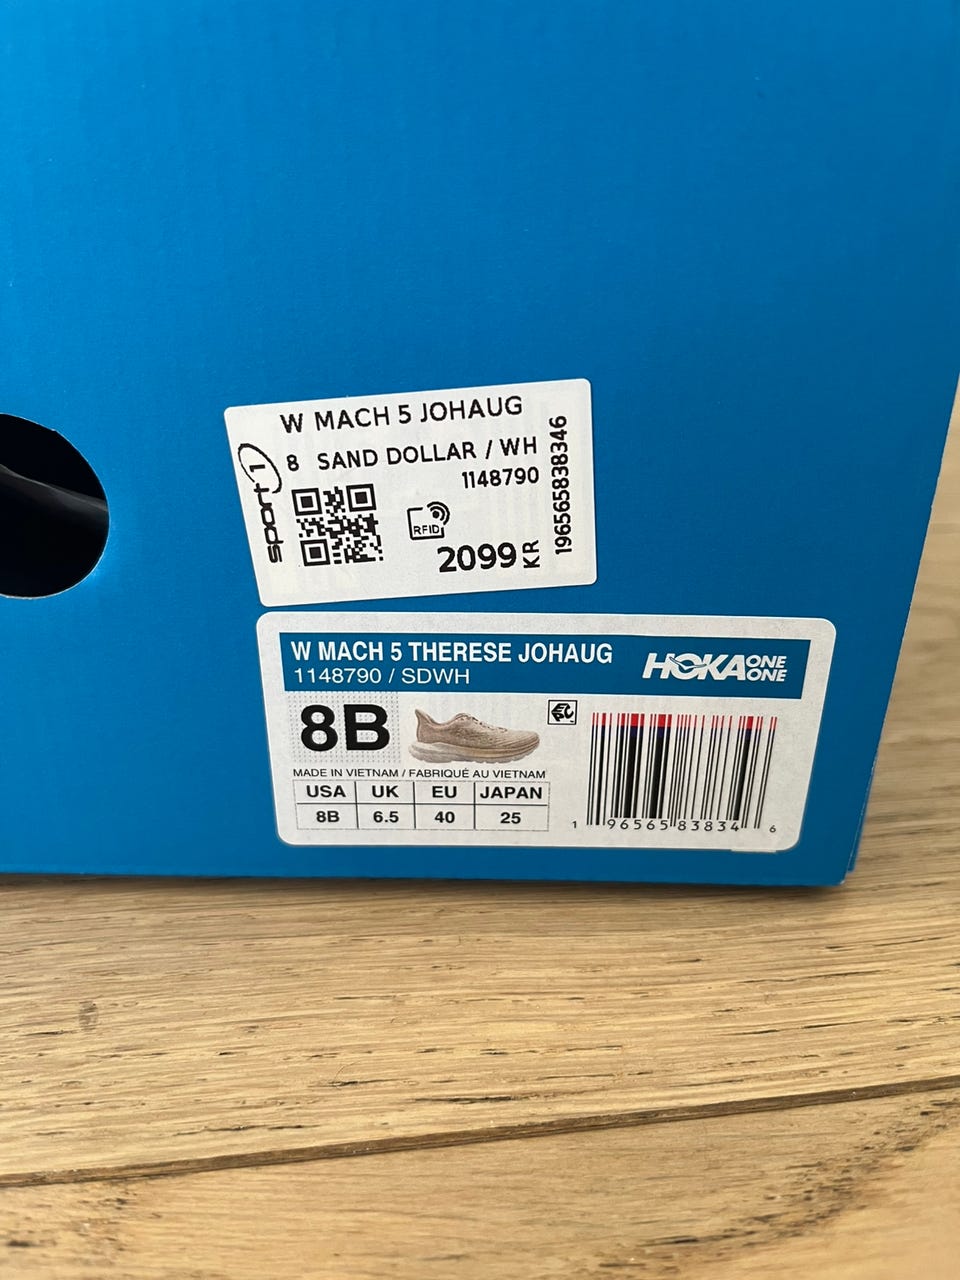 W MACH 5 JOHAUG
8 SAND DOLLAR / WH
1148790
sport1
RFID
2099 KR
196565838346
W MACH 5 THERESE JOHAUG
1148790 / SDWH
HOKA ONE ONE
8B
MADE IN VIETNAM / FABRIQUÉ AU VIETNAM
USA UK EU JAPAN
8B 6.5 40 25
1 96565 83834 6